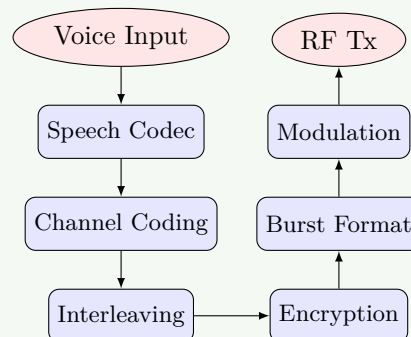 Voice Input
Speech Codec
Channel Coding
Interleaving
Encryption
Burst Format
Modulation
RF Tx